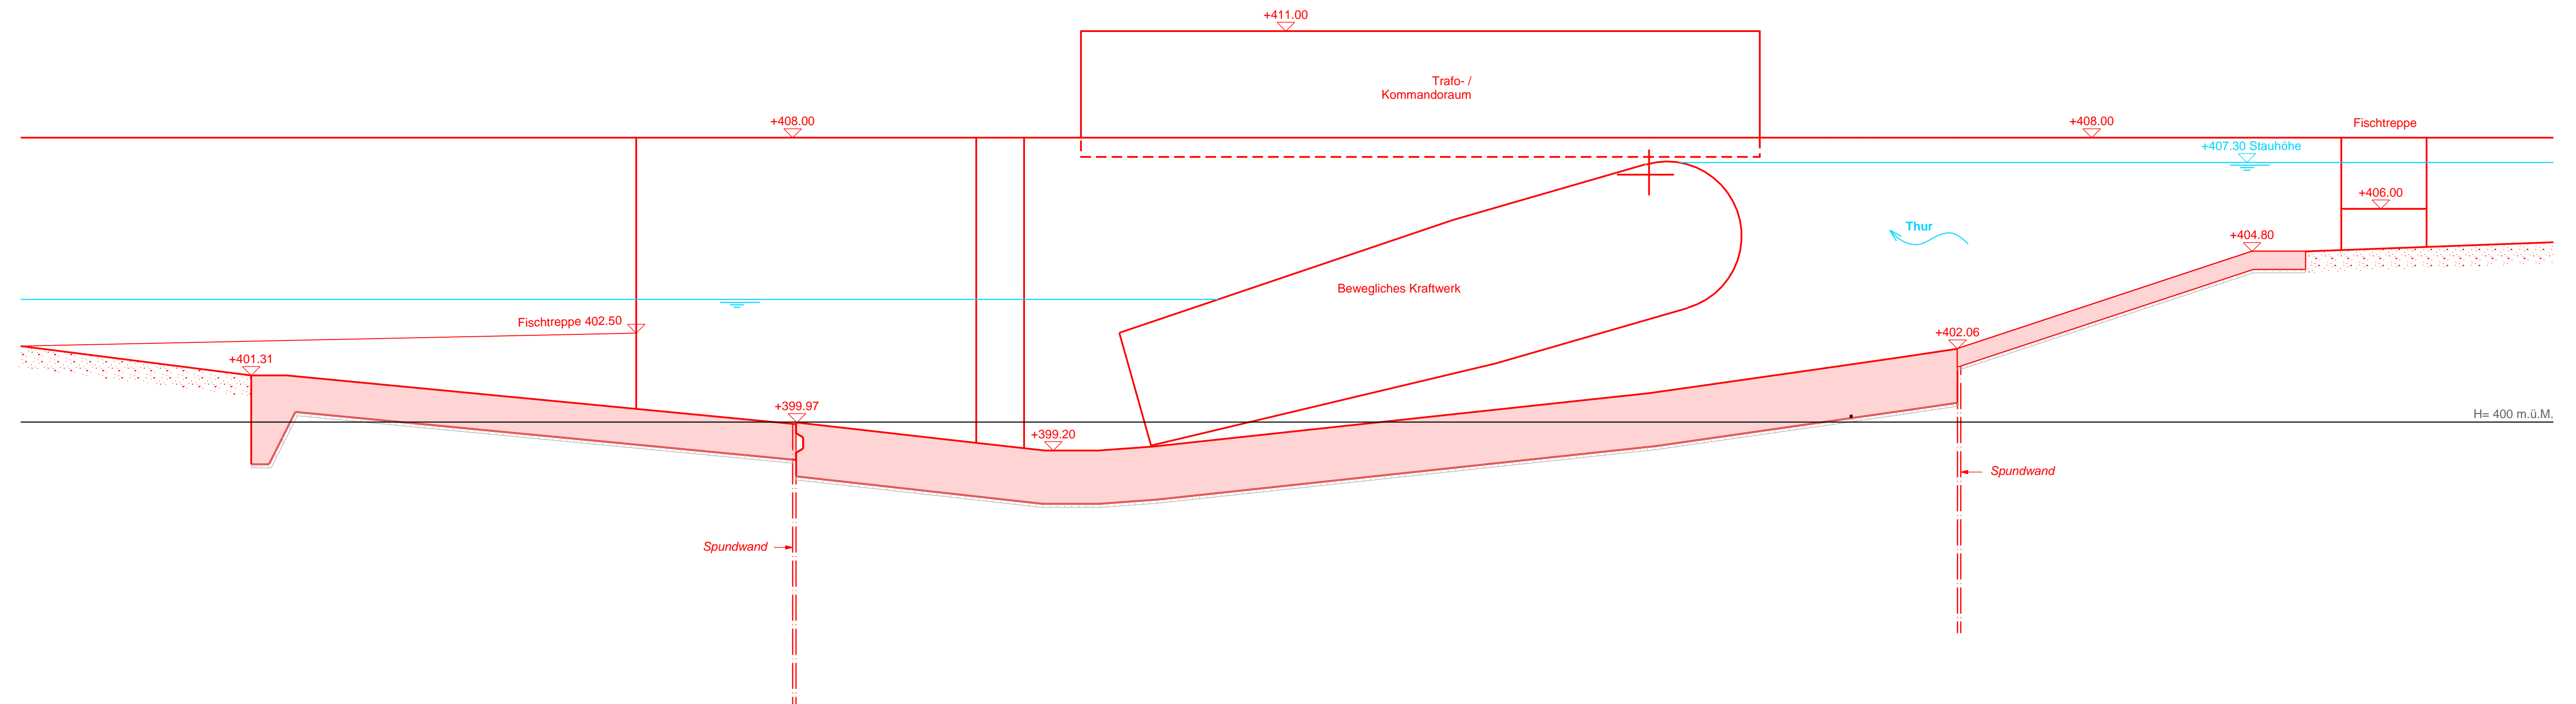 +411.00
Trafo- /
Kommandoraum
+408.00
+408.00
Fischtreppe
+407.30 Stauhöhe
+406.00
Thur
+404.80
Bewegliches Kraftwerk
Fischtreppe 402.50
+402.06
+401.31
+399.97
H= 400 m.ü.M.
+399.20
Spundwand
Spundwand